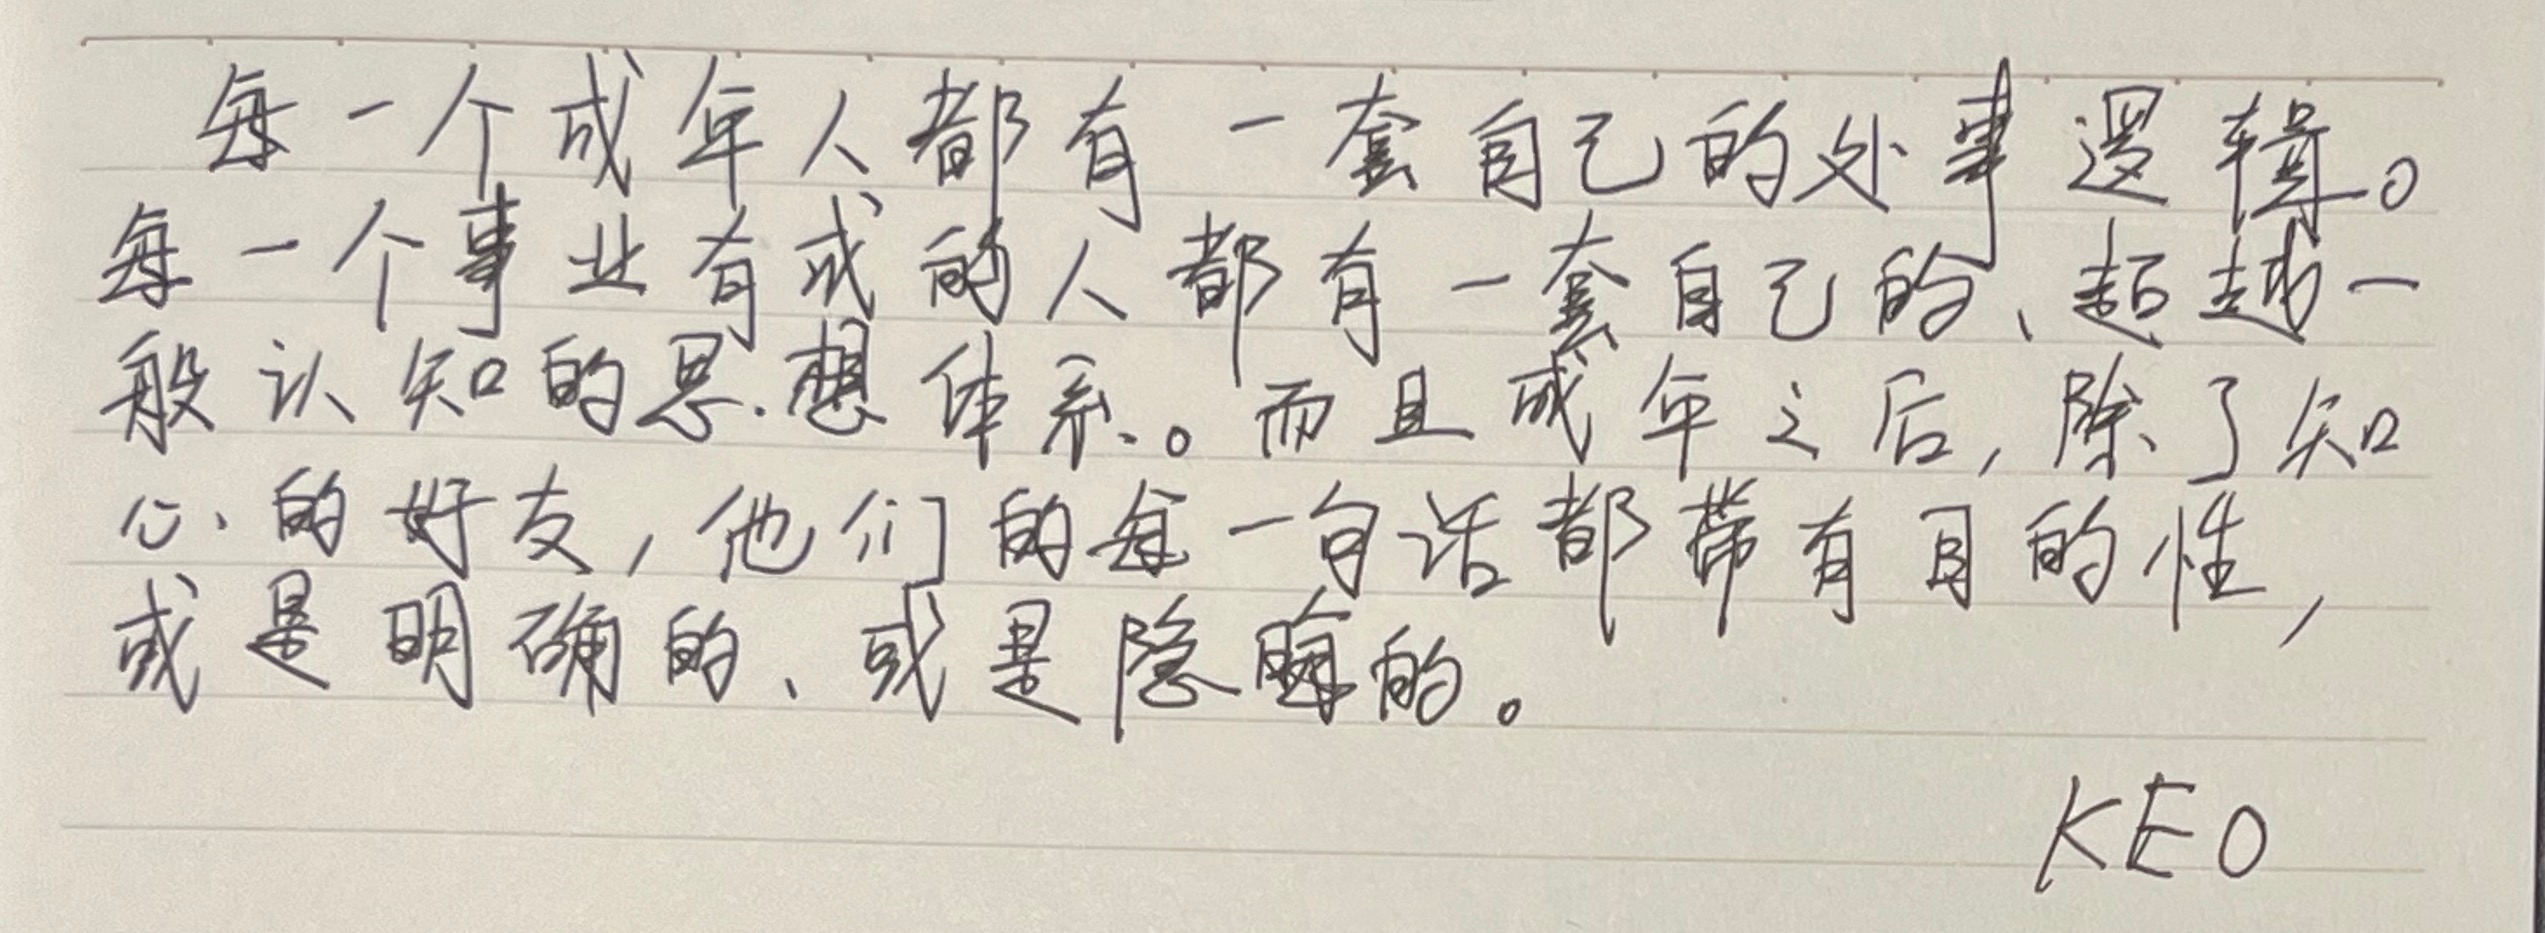 每一个成年人都有一套自己的处事逻辑。
每一个事业有成的人都有一套自己的、超越一
般认知的思想体系。而且成年之后,除了知
心的好友,他们的每一句话都带有目的性,
或是明确的、或是隐晦的。
KEO